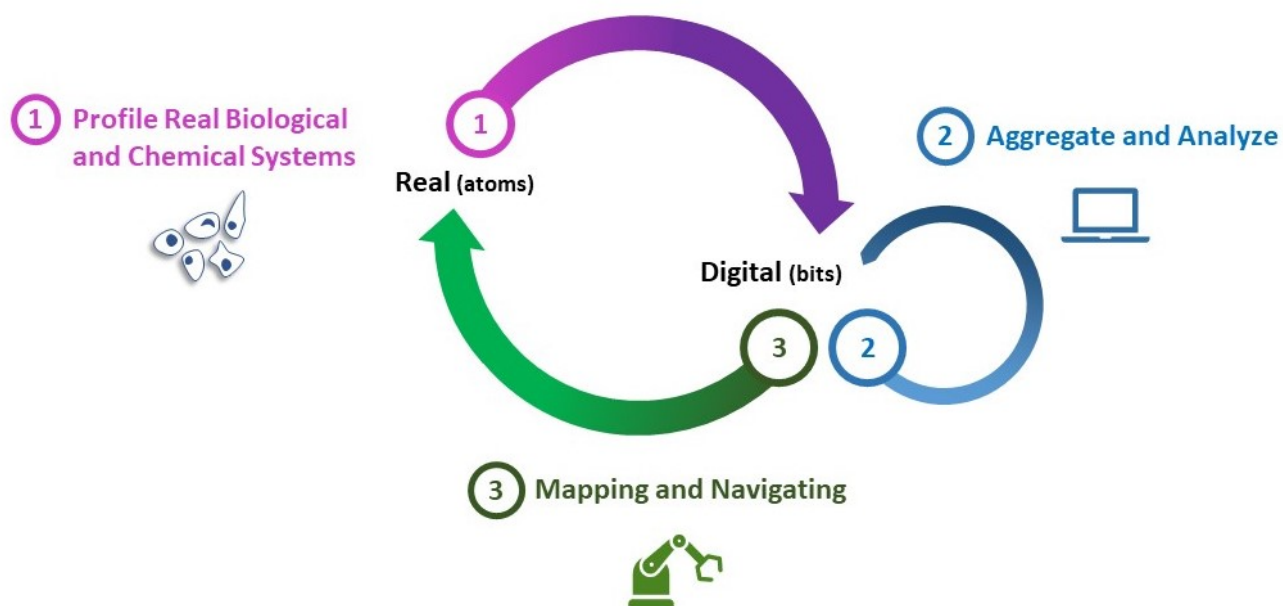 1 Profile Real Biological
and Chemical Systems
1
Real (atoms)
2 Aggregate and Analyze
Digital (bits)
3
2
3 Mapping and Navigating